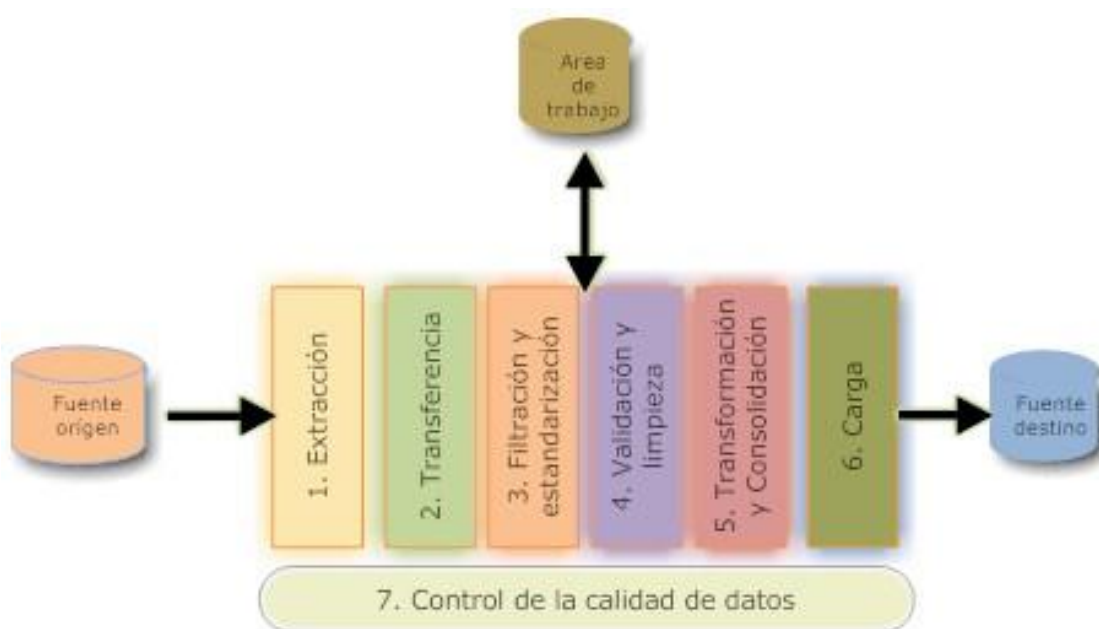 Area
de
trabajo
Fuente
orígen
1. Extracción
2. Transferencia
3. Filtración y
estandarización
4. Validación y
limpieza
5. Transformación
y Consolidación
6. Carga
Fuente
destino
7. Control de la calidad de datos